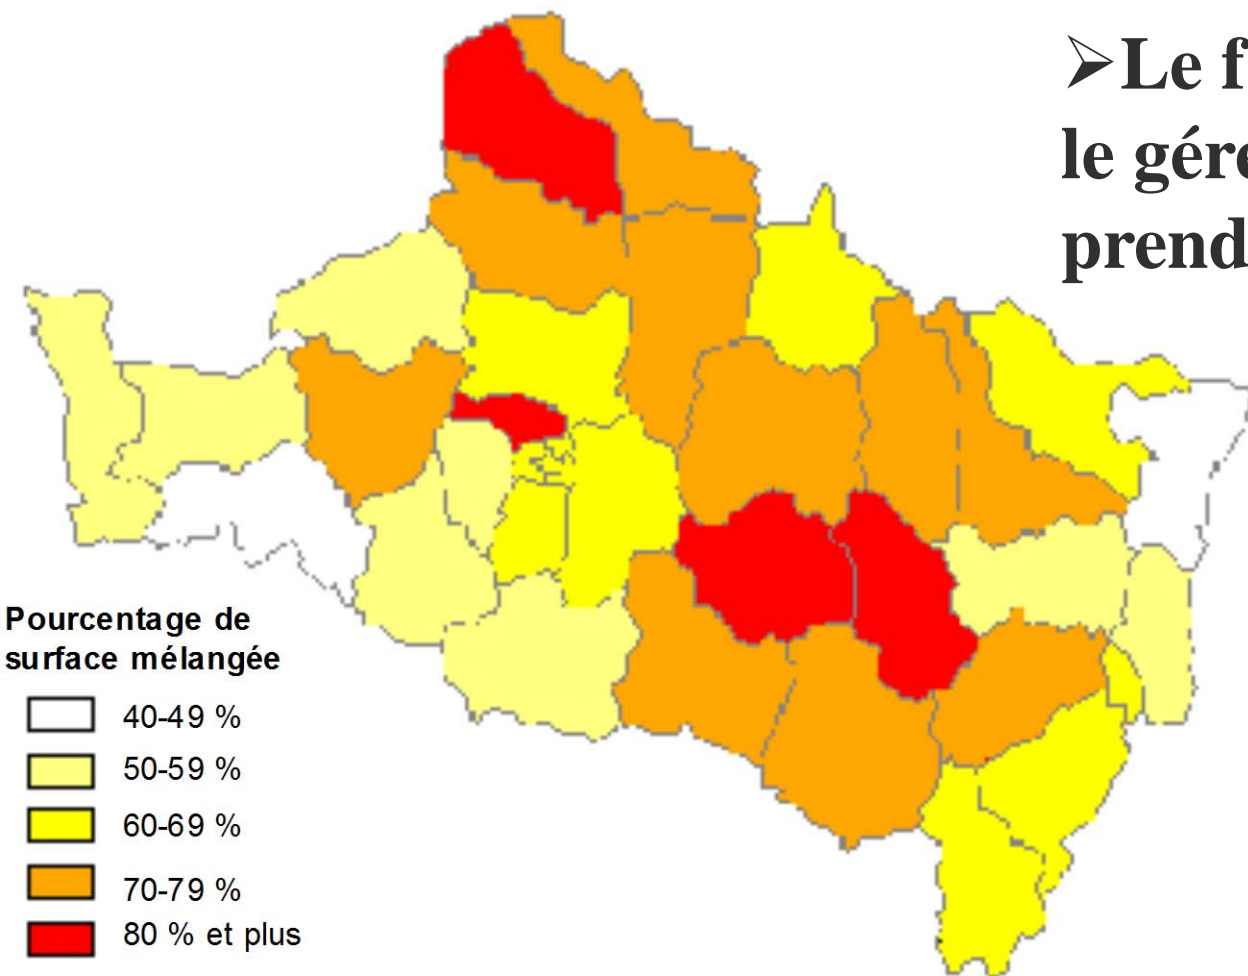 ➢Le f
le gére
prend
Pourcentage de
surface mélangée
40-49 %
50-59 %
60-69 %
70-79 %
80 % et plus